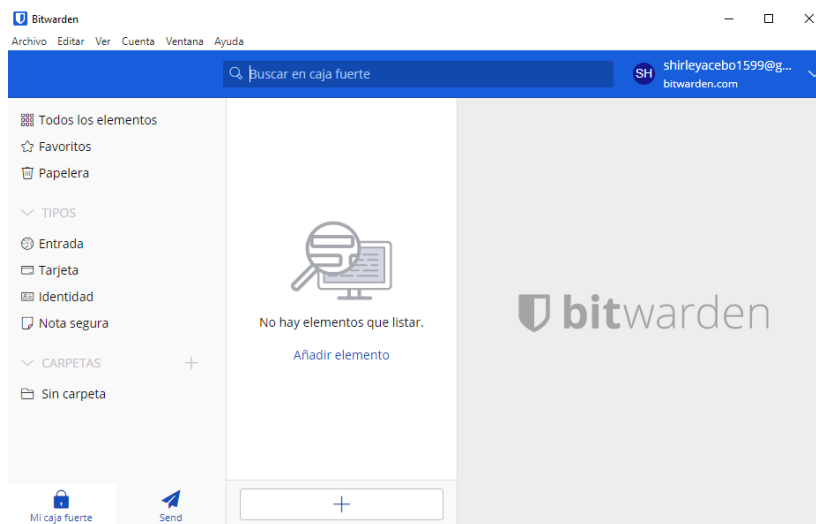 Bitwarden
Archivo Editar Ver Cuenta Ventana Ayuda
Buscar en caja fuerte
SH
shirleyacebo1599@g...
bitwarden.com
Todos los elementos
Favoritos
Papelera
TIPOS
Entrada
Tarjeta
Identidad
Nota segura
CARPETAS
Sin carpeta
Mi caja fuerte
Send
No hay elementos que listar.
Añadir elemento
bitwarden